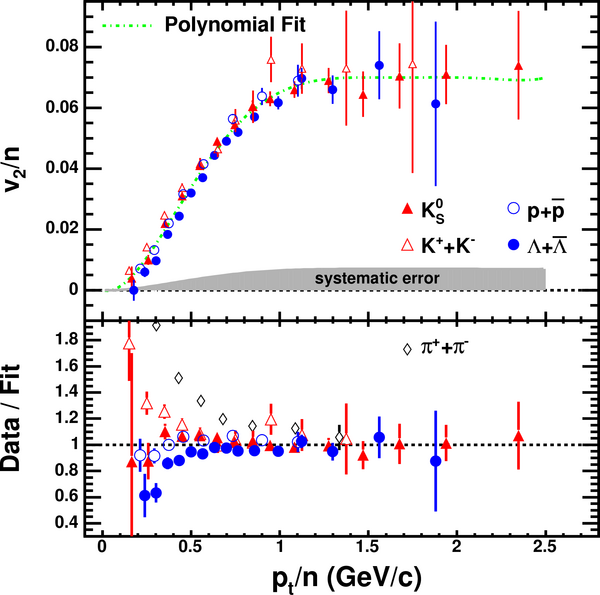 Polynomial Fit
0.08
0.06
0.04
0.02
0
v₂/n
K⁰S
p+p̅
K⁺+K⁻
Λ+Λ̅
systematic error
1.8
1.6
1.4
1.2
1
0.8
0.6
0.4
Data / Fit
π⁺+π⁻
0 0.5 1 1.5 2 2.5
pₜ/n (GeV/c)